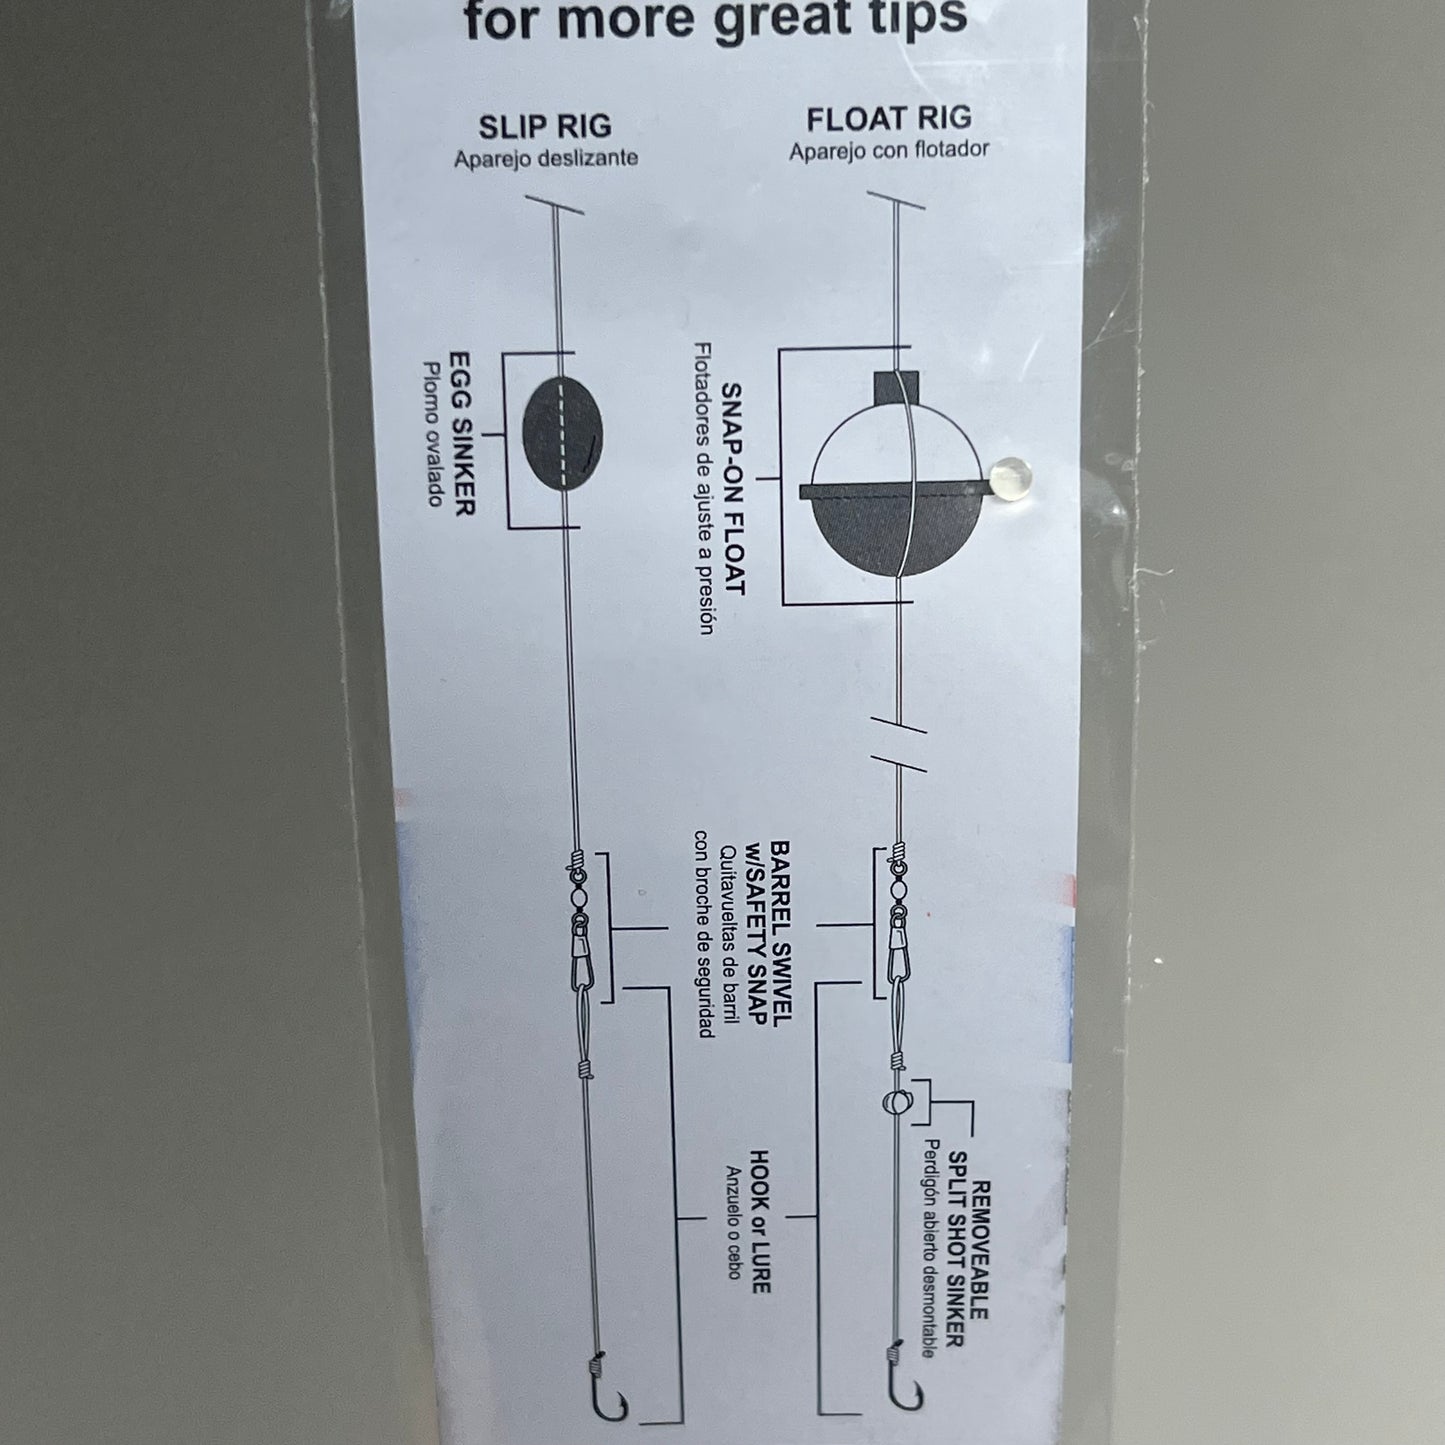 for more great tips
SLIP RIG
Aparejo deslizante
FLOAT RIG
Aparejo con flotador
EGG SINKER
Plomo ovalado
SNAP-ON FLOAT
Flotadores de ajuste a presión
BARREL SWIVEL
w/SAFETY SNAP
Quitavueltas de barril
con broche de seguridad
HOOK or LURE
Anzuelo o cebo
REMOVEABLE
SPLIT SHOT SINKER
Perdigón abierto desmontable